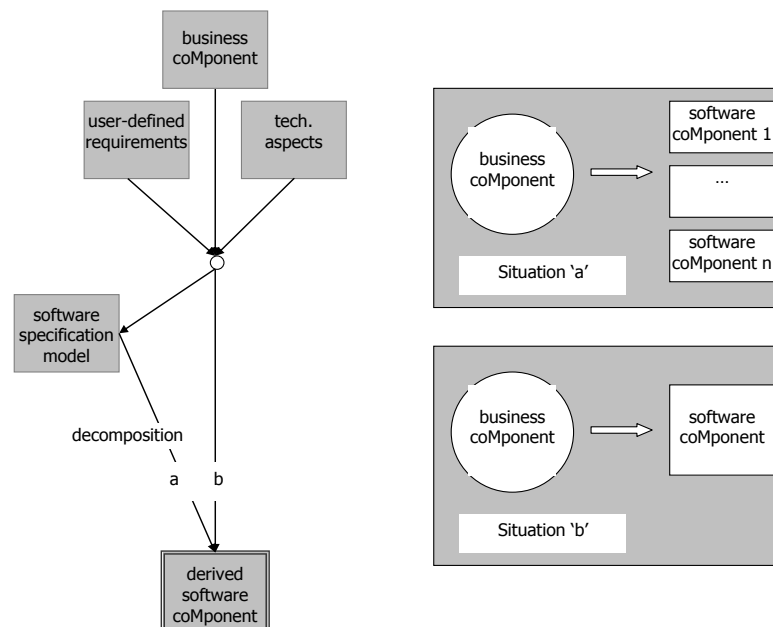 business
coMponent
user-defined
requirements
tech.
aspects
software
specification
model
decomposition
a
b
derived
software
coMponent
business
coMponent
software
coMponent 1
...
software
coMponent n
Situation ‘a’
business
coMponent
software
coMponent
Situation ‘b’